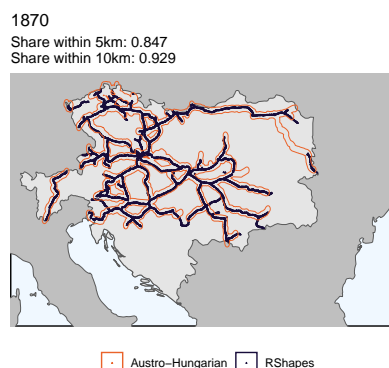 1870
Share within 5km: 0.847
Share within 10km: 0.929
Austro−Hungarian RShapes